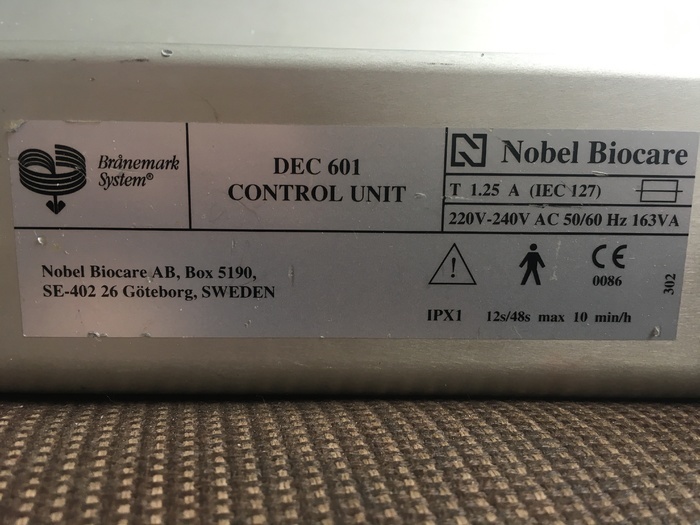 Brånemark
System®
DEC 601
CONTROL UNIT
Nobel Biocare
T 1.25 A (IEC 127)
220V-240V AC 50/60 Hz 163VA
Nobel Biocare AB, Box 5190,
SE-402 26 Göteborg, SWEDEN
CE
0086
302
IPX1 12s/48s max 10 min/h